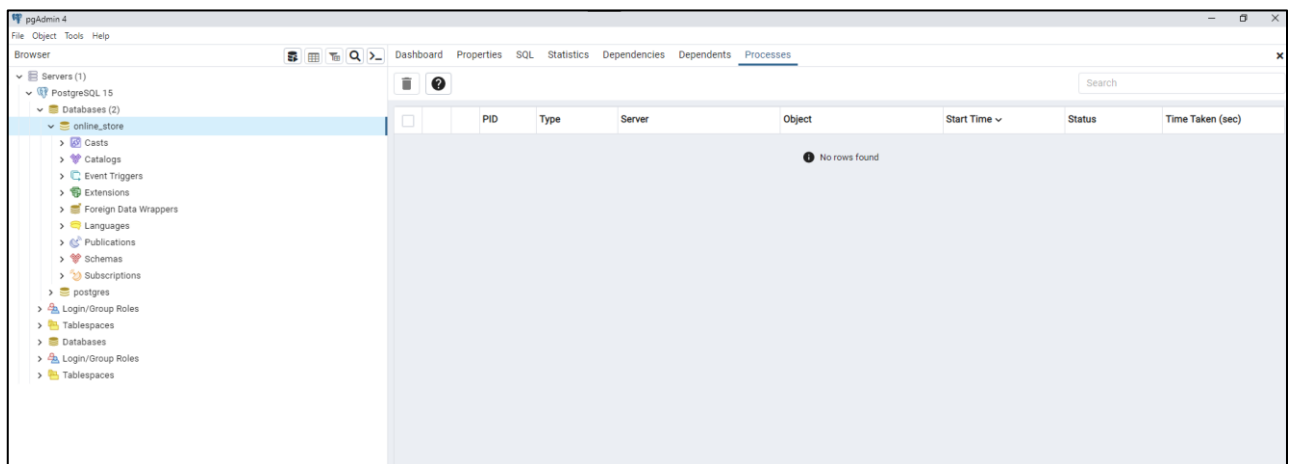 pgAdmin 4
File Object Tools Help
Browser
Dashboard Properties SQL Statistics Dependencies Dependents Processes
Servers (1)
PostgreSQL 15
Databases (2)
online_store
Casts
Catalogs
Event Triggers
Extensions
Foreign Data Wrappers
Languages
Publications
Schemas
Subscriptions
postgres
Login/Group Roles
Tablespaces
Databases
Login/Group Roles
Tablespaces
Search
PID Type Server Object Start Time Status Time Taken (sec)
No rows found